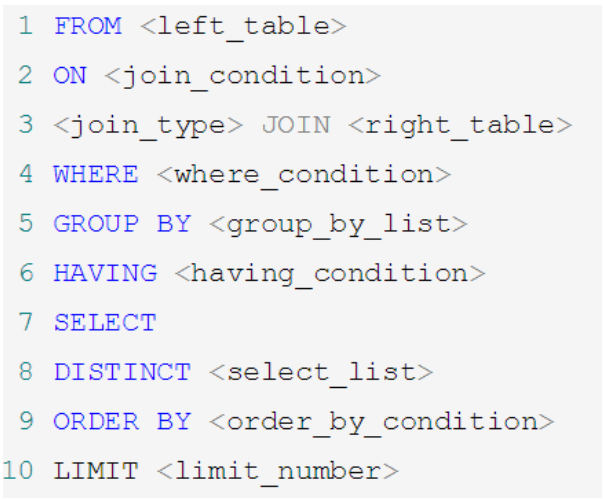 1 FROM <left_table>
2 ON <join_condition>
3 <join_type> JOIN <right_table>
4 WHERE <where_condition>
5 GROUP BY <group_by_list>
6 HAVING <having_condition>
7 SELECT
8 DISTINCT <select_list>
9 ORDER BY <order_by_condition>
10 LIMIT <limit_number>